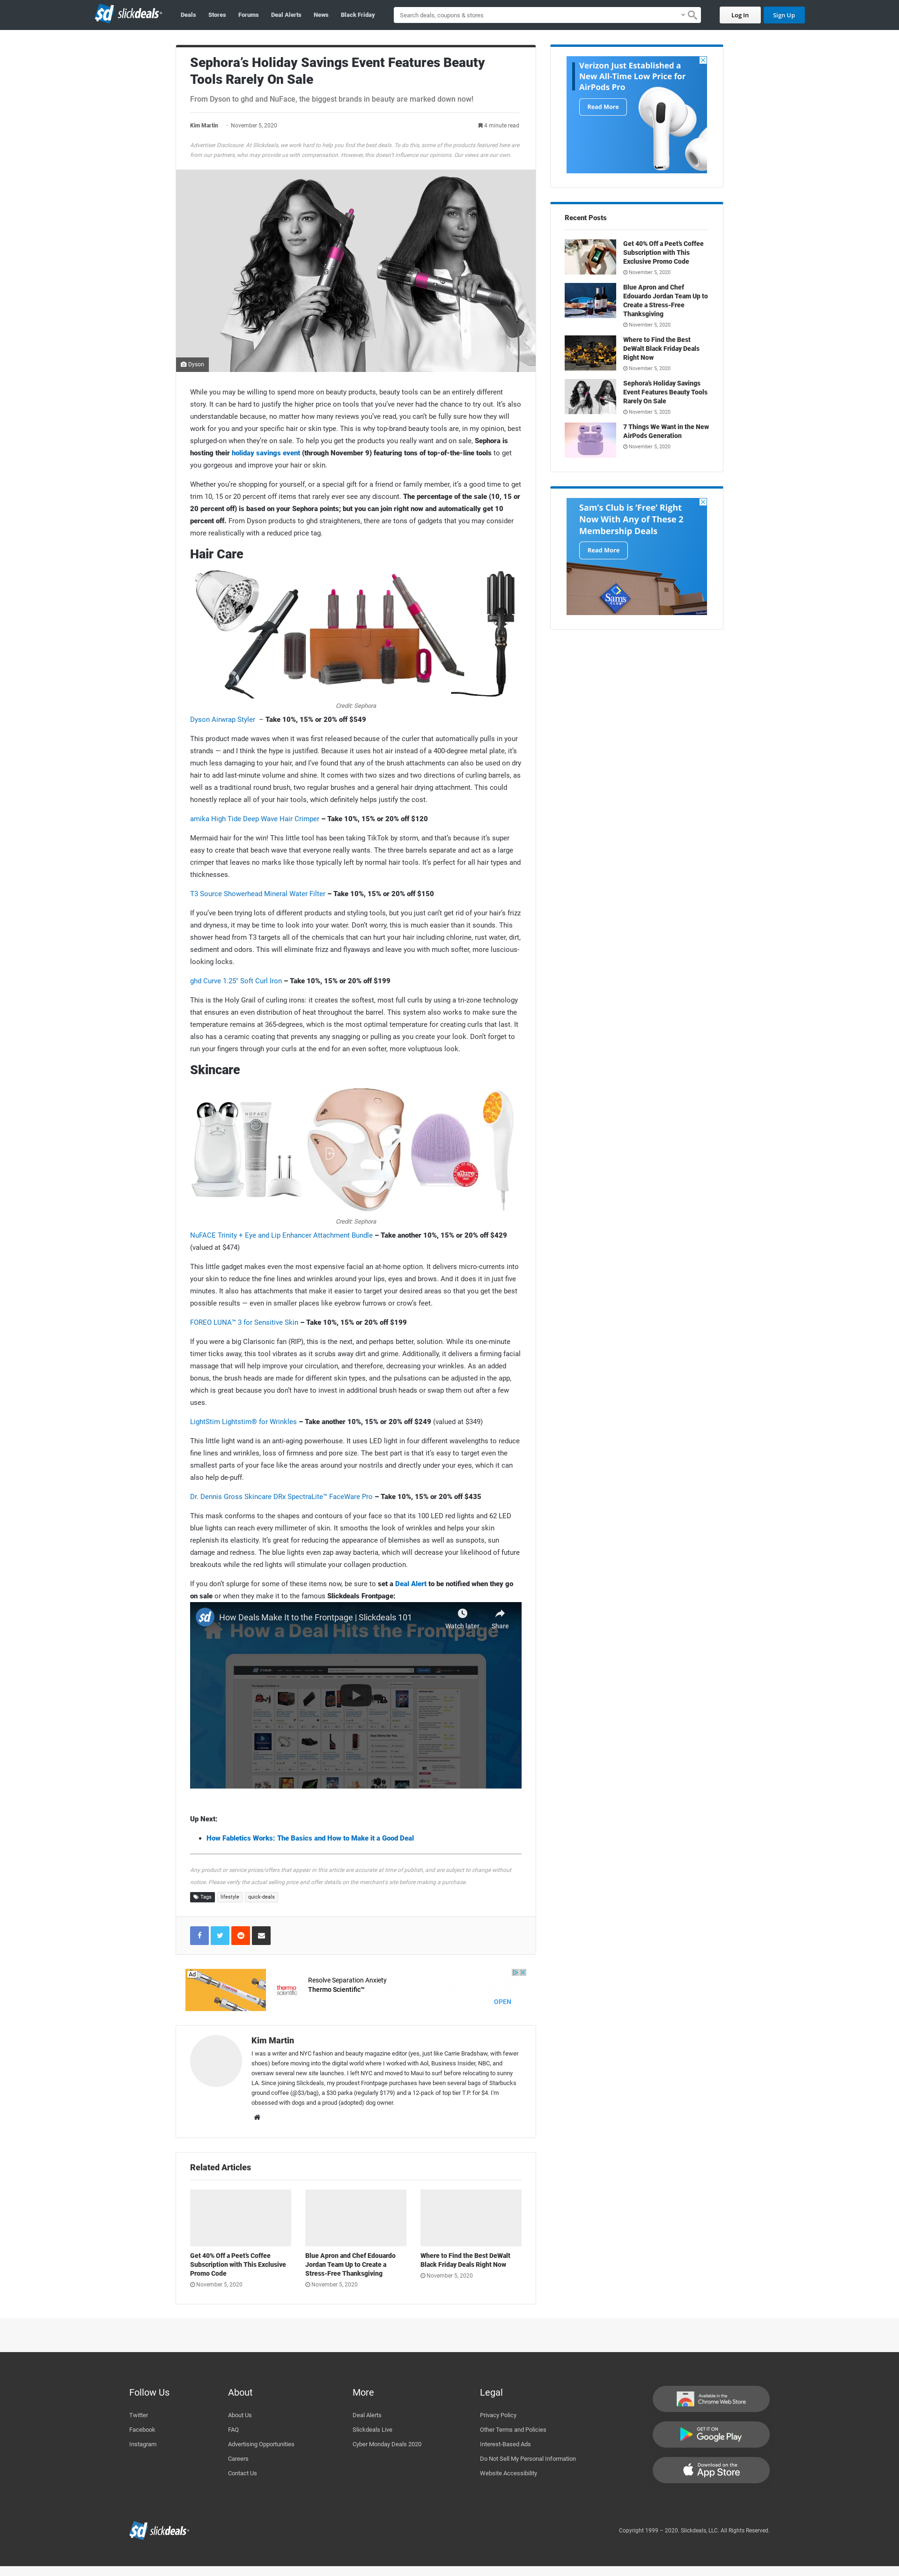 slickdeals
Deals Stores Forums Deal Alerts News Black Friday
Search deals, coupons & stores
Log In
Sign Up
Sephora's Holiday Savings Event Features Beauty
Tools Rarely On Sale
From Dyson to ghd and NuFace, the biggest brands in beauty are marked down now!
Kim Martin · November 5, 2020
4 minute read
Advertiser Disclosure: At Slickdeals, we work hard to help you find the best deals. To do this, some of the products featured here are
from our partners, who may provide us with compensation. However, this doesn't influence our opinions. Our views are our own.
Dyson
While you may be willing to spend more on beauty products, beauty tools can be an entirely different
story. It can be hard to justify the higher price on tools that you've never had the chance to try out. It's also
understandable because, no matter how many reviews you've read, you can't be fully sure how they will
work for you and your specific hair or skin type. This is why top-brand beauty tools are, in my opinion, best
splurged-on when they're on sale. To help you get the products you really want and on sale, Sephora is
hosting their holiday savings event (through November 9) featuring tons of top-of-the-line tools to get
you gorgeous and improve your hair or skin.
Whether you're shopping for yourself, or a special gift for a friend or family member, it's a good time to get
trim 10, 15 or 20 percent off items that rarely ever see any discount. The percentage of the sale (10, 15 or
20 percent off) is based on your Sephora points; but you can join right now and automatically get 10
percent off. From Dyson products to ghd straighteners, there are tons of gadgets that you may consider
more realistically with a reduced price tag.
Hair Care
Credit: Sephora
Dyson Airwrap Styler – Take 10%, 15% or 20% off $549
This product made waves when it was first released because of the curler that automatically pulls in your
strands — and I think the hype is justified. Because it uses hot air instead of a 400-degree metal plate, it's
much less damaging to your hair, and I've found that any of the brush attachments can also be used on dry
hair to add last-minute volume and shine. It comes with two sizes and two directions of curling barrels, as
well as a traditional round brush, two regular brushes and a general hair drying attachment. This could
honestly replace all of your hair tools, which definitely helps justify the cost.
amika High Tide Deep Wave Hair Crimper – Take 10%, 15% or 20% off $120
Mermaid hair for the win! This little tool has been taking TikTok by storm, and that's because it's super
easy to create that beach wave that everyone really wants. The three barrels separate and act as a large
crimper that leaves no marks like those typically left by normal hair tools. It's perfect for all hair types and
thicknesses.
T3 Source Showerhead Mineral Water Filter – Take 10%, 15% or 20% off $150
If you've been trying lots of different products and styling tools, but you just can't get rid of your hair's frizz
and dryness, it may be time to look into your water. Don't worry, this is much easier than it sounds. This
shower head from T3 targets all of the chemicals that can hurt your hair including chlorine, rust water, dirt,
sediment and odors. This will eliminate frizz and flyaways and leave you with much softer, more luscious-
looking locks.
ghd Curve 1.25" Soft Curl Iron – Take 10%, 15% or 20% off $199
This is the Holy Grail of curling irons: it creates the softest, most full curls by using a tri-zone technology
that ensures an even distribution of heat throughout the barrel. This system also works to make sure the
temperature remains at 365-degrees, which is the most optimal temperature for creating curls that last. It
also has a ceramic coating that prevents any snagging or pulling as you create your look. Don't forget to
run your fingers through your curls at the end for an even softer, more voluptuous look.
Skincare
NUFACE
Credit: Sephora
NuFACE Trinity + Eye and Lip Enhancer Attachment Bundle – Take another 10%, 15% or 20% off $429
(valued at $474)
This little gadget makes even the most expensive facial an at-home option. It delivers micro-currents into
your skin to reduce the fine lines and wrinkles around your lips, eyes and brows. And it does it in just five
minutes. It also has attachments that make it easier to target your desired areas so that you get the best
possible results — even in smaller places like eyebrow furrows or crow's feet.
FOREO LUNA™ 3 for Sensitive Skin – Take 10%, 15% or 20% off $199
If you were a big Clarisonic fan (RIP), this is the next, and perhaps better, solution. While its one-minute
timer ticks away, this tool vibrates as it scrubs away dirt and grime. Additionally, it delivers a firming facial
massage that will help improve your circulation, and therefore, decreasing your wrinkles. As an added
bonus, the brush heads are made for different skin types, and the pulsations can be adjusted in the app,
which is great because you don't have to invest in additional brush heads or swap them out after a few
uses.
LightStim Lightstim® for Wrinkles – Take another 10%, 15% or 20% off $249 (valued at $349)
This little light wand is an anti-aging powerhouse. It uses LED light in four different wavelengths to reduce
fine lines and wrinkles, loss of firmness and pore size. The best part is that it's easy to target even the
smallest parts of your face like the areas around your nostrils and directly under your eyes, which it can
also help de-puff.
Dr. Dennis Gross Skincare DRx SpectraLite™ FaceWare Pro – Take 10%, 15% or 20% off $435
This mask conforms to the shapes and contours of your face so that its 100 LED red lights and 62 LED
blue lights can reach every millimeter of skin. It smooths the look of wrinkles and helps your skin
replenish its elasticity. It's great for reducing the appearance of blemishes as well as sunspots, sun
damage and redness. The blue lights even zap away bacteria, which will decrease your likelihood of future
breakouts while the red lights will stimulate your collagen production.
If you don't splurge for some of these items now, be sure to set a Deal Alert to be notified when they go
on sale or when they make it to the famous Slickdeals Frontpage:
How Deals Make It to the Frontpage | Slickdeals 101
Watch later
Share
How a Deal Hits the Frontpage
Up Next:
How Fabletics Works: The Basics and How to Make it a Good Deal
Any product or service prices/offers that appear in this article are accurate at time of publish, and are subject to change without
notice. Please verify the actual selling price and offer details on the merchant's site before making a purchase.
Tags lifestyle quick-deals
Ad
thermo scientific
Resolve Separation Anxiety
Thermo Scientific™
OPEN
Kim Martin
I was a writer and NYC fashion and beauty magazine editor (yes, just like Carrie Bradshaw, with fewer
shoes) before moving into the digital world where I worked with Aol, Business Insider, NBC, and
oversaw several new site launches. I left NYC and moved to Maui to surf before relocating to sunny
LA. Since joining Slickdeals, my proudest Frontpage purchases have been several bags of Starbucks
ground coffee (@$3/bag), a $30 parka (regularly $179) and a 12-pack of top tier T.P. for $4. I'm
obsessed with dogs and a proud (adopted) dog owner.
Related Articles
Get 40% Off a Peet's Coffee
Subscription with This Exclusive
Promo Code
November 5, 2020
Blue Apron and Chef Edouardo
Jordan Team Up to Create a
Stress-Free Thanksgiving
November 5, 2020
Where to Find the Best DeWalt
Black Friday Deals Right Now
November 5, 2020
Verizon Just Established a
New All-Time Low Price for
AirPods Pro
Read More
Recent Posts
Get 40% Off a Peet's Coffee
Subscription with This
Exclusive Promo Code
November 5, 2020
Blue Apron and Chef
Edouardo Jordan Team Up to
Create a Stress-Free
Thanksgiving
November 5, 2020
Where to Find the Best
DeWalt Black Friday Deals
Right Now
November 5, 2020
Sephora's Holiday Savings
Event Features Beauty Tools
Rarely On Sale
November 5, 2020
7 Things We Want in the New
AirPods Generation
November 5, 2020
Sam's Club is 'Free' Right
Now With Any of These 2
Membership Deals
Read More
Sam's
Follow Us
Twitter
Facebook
Instagram
About
About Us
FAQ
Advertising Opportunities
Careers
Contact Us
More
Deal Alerts
Slickdeals Live
Cyber Monday Deals 2020
Legal
Privacy Policy
Other Terms and Policies
Interest-Based Ads
Do Not Sell My Personal Information
Website Accessibility
Available in the
Chrome Web Store
GET IT ON
Google Play
Download on the
App Store
slickdeals
Copyright 1999 – 2020. Slickdeals, LLC. All Rights Reserved.